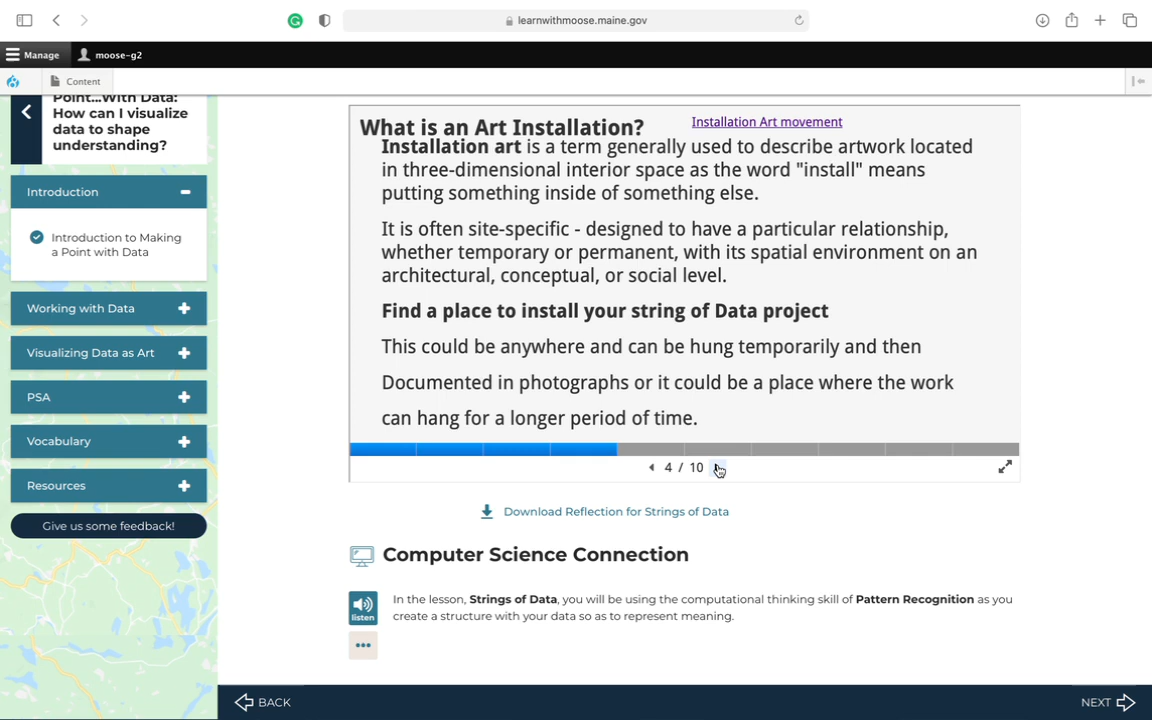 learnwithmoose.maine.gov
Manage
moose-g2
Content
Point...With Data:
How can I visualize
data to shape
understanding?
Introduction
Introduction to Making
a Point with Data
Working with Data
Visualizing Data as Art
PSA
Vocabulary
Resources
Give us some feedback!
What is an Art Installation?
Installation Art movement
Installation art is a term generally used to describe artwork located
in three-dimensional interior space as the word "install" means
putting something inside of something else.
It is often site-specific - designed to have a particular relationship,
whether temporary or permanent, with its spatial environment on an
architectural, conceptual, or social level.
Find a place to install your string of Data project
This could be anywhere and can be hung temporarily and then
Documented in photographs or it could be a place where the work
can hang for a longer period of time.
4 / 10
Download Reflection for Strings of Data
Computer Science Connection
listen
In the lesson, Strings of Data, you will be using the computational thinking skill of Pattern Recognition as you
create a structure with your data so as to represent meaning.
BACK
NEXT